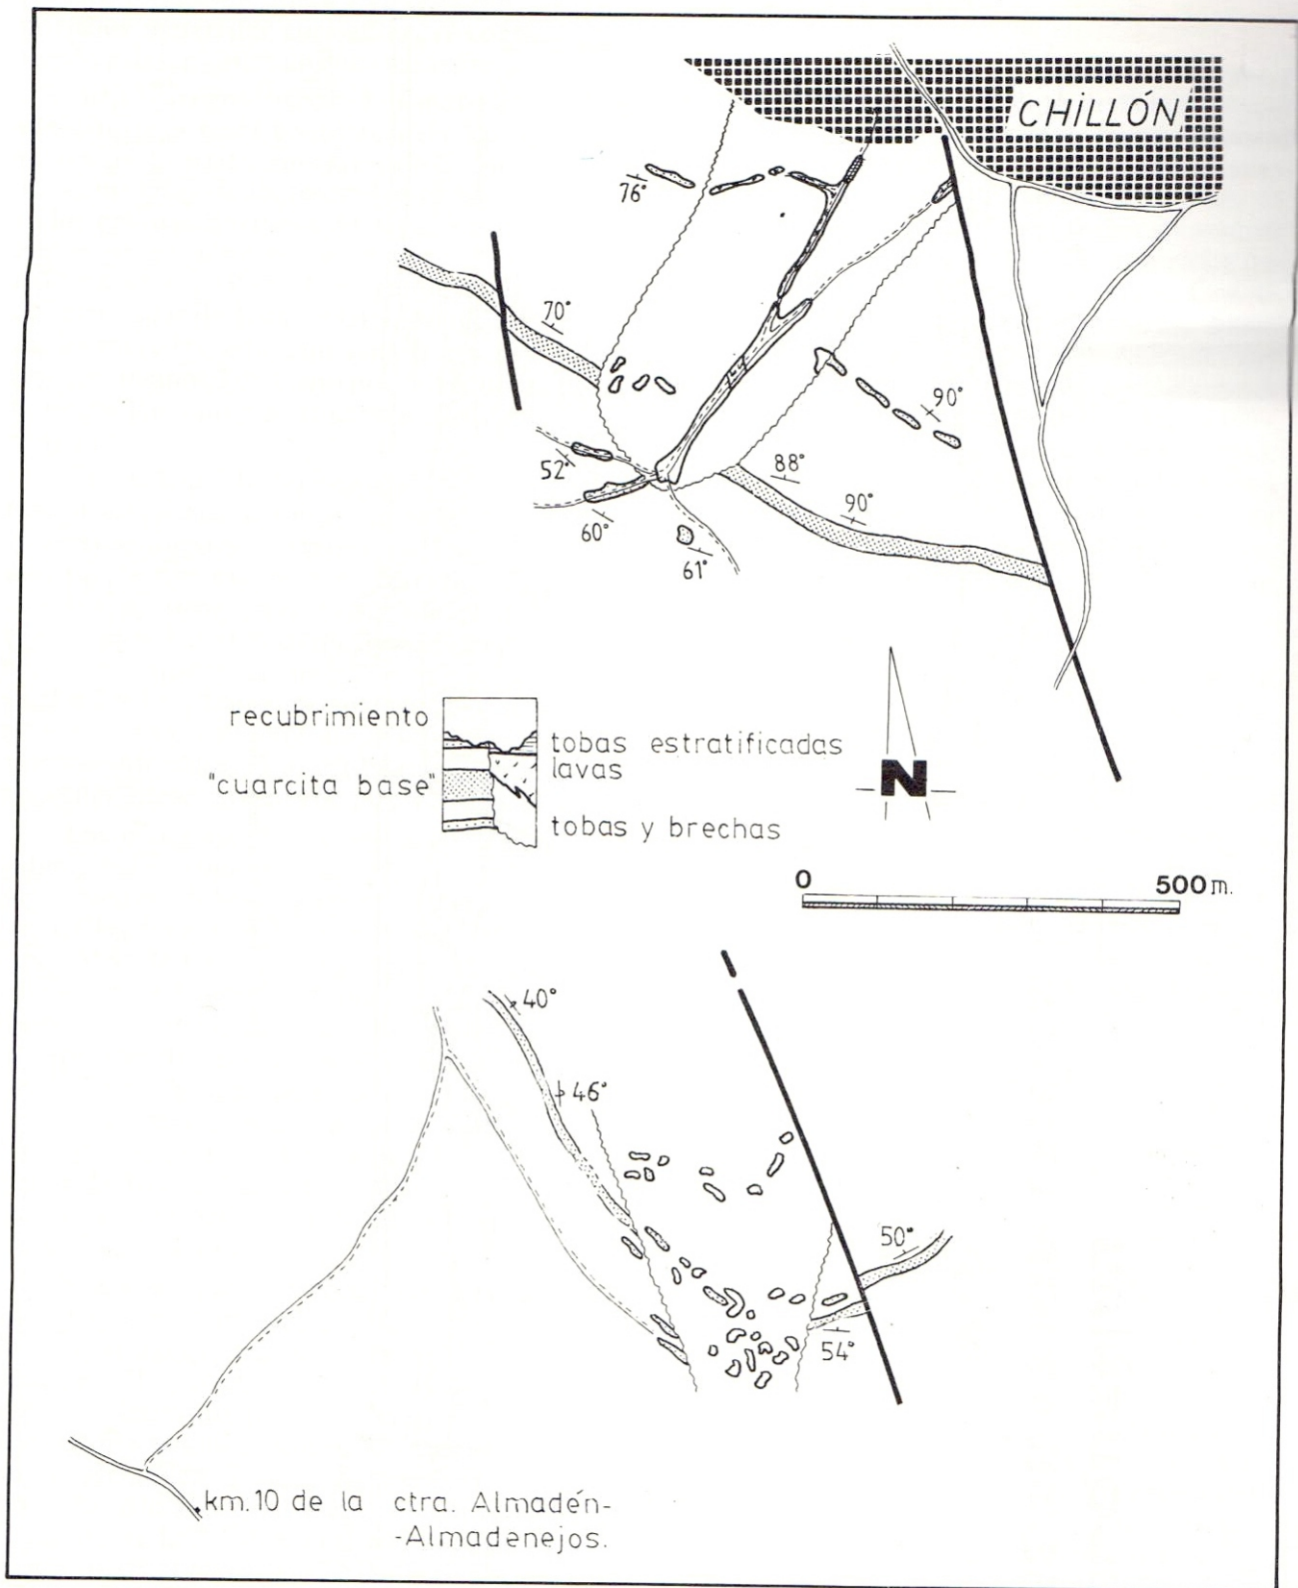 CHILLÓN
76°
70°
90°
52°
88°
90°
60°
61°
recubrimiento
tobas estratificadas
lavas
"cuarcita base"
tobas y brechas
N
0 500 m.
40°
46°
50°
54°
km. 10 de la ctra. Almadén-
-Almadenejos.